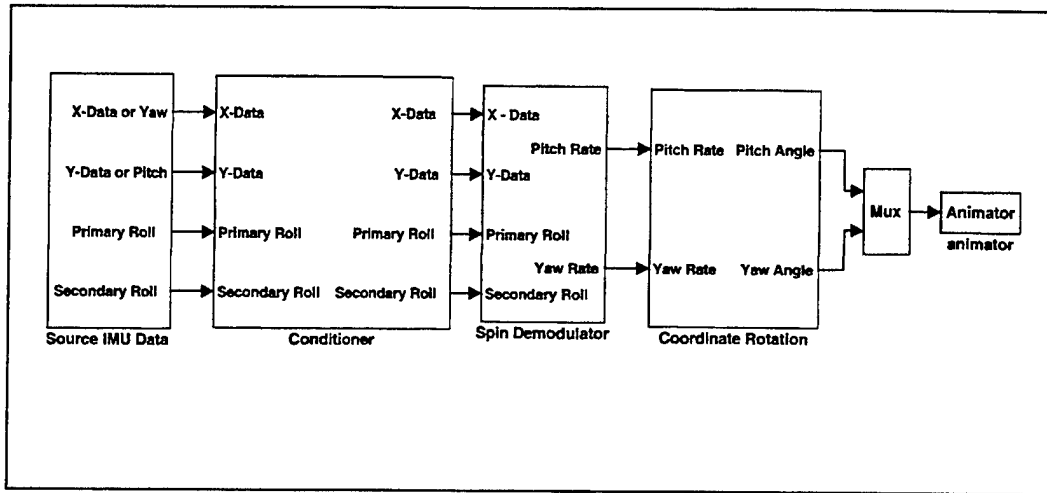 X-Data or Yaw
Y-Data or Pitch
Primary Roll
Secondary Roll
Source IMU Data
X-Data
Y-Data
Primary Roll
Secondary Roll
X-Data
Y-Data
Primary Roll
Secondary Roll
Conditioner
X - Data
Pitch Rate
Y-Data
Primary Roll
Yaw Rate
Secondary Roll
Spin Demodulator
Pitch Rate
Pitch Angle
Yaw Rate
Yaw Angle
Coordinate Rotation
Mux
Animator
animator